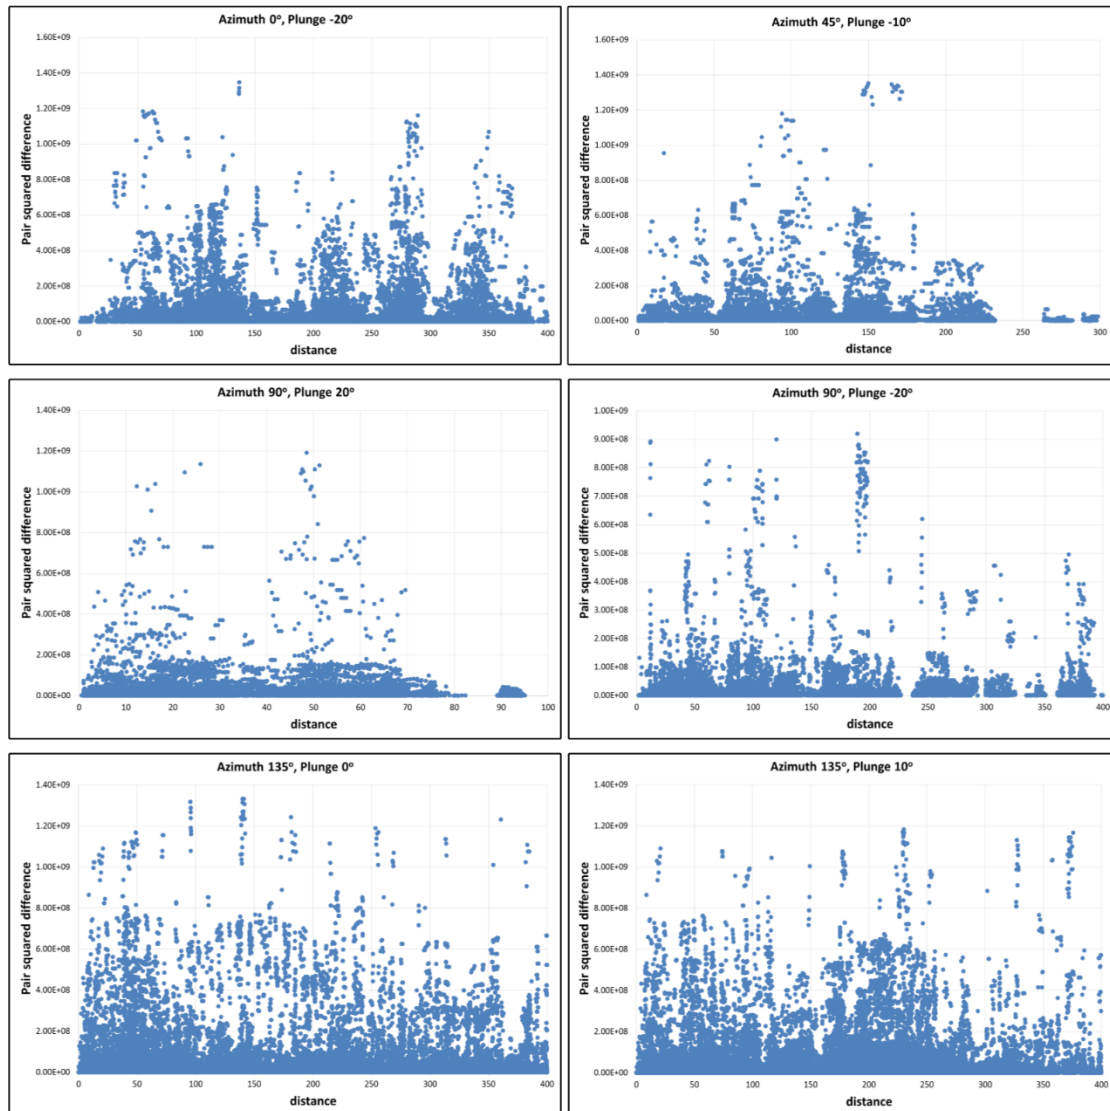 Azimuth 0°, Plunge -20°
Pair squared difference
1.60E+09
1.40E+09
1.20E+09
1.00E+09
8.00E+08
6.00E+08
4.00E+08
2.00E+08
0.00E+00
0 50 100 150 200 250 300 350 400
distance
Azimuth 45°, Plunge -10°
Pair squared difference
1.60E+09
1.40E+09
1.20E+09
1.00E+09
8.00E+08
6.00E+08
4.00E+08
2.00E+08
0.00E+00
0 50 100 150 200 250 300
distance
Azimuth 90°, Plunge 20°
Pair squared difference
1.40E+09
1.20E+09
1.00E+09
8.00E+08
6.00E+08
4.00E+08
2.00E+08
0.00E+00
0 10 20 30 40 50 60 70 80 90 100
distance
Azimuth 90°, Plunge -20°
Pair squared difference
1.00E+09
9.00E+08
8.00E+08
7.00E+08
6.00E+08
5.00E+08
4.00E+08
3.00E+08
2.00E+08
1.00E+08
0.00E+00
0 50 100 150 200 250 300 350 400
distance
Azimuth 135°, Plunge 0°
Pair squared difference
1.40E+09
1.20E+09
1.00E+09
8.00E+08
6.00E+08
4.00E+08
2.00E+08
0.00E+00
0 50 100 150 200 250 300 350 400
distance
Azimuth 135°, Plunge 10°
Pair squared difference
1.40E+09
1.20E+09
1.00E+09
8.00E+08
6.00E+08
4.00E+08
2.00E+08
0.00E+00
0 50 100 150 200 250 300 350 400
distance